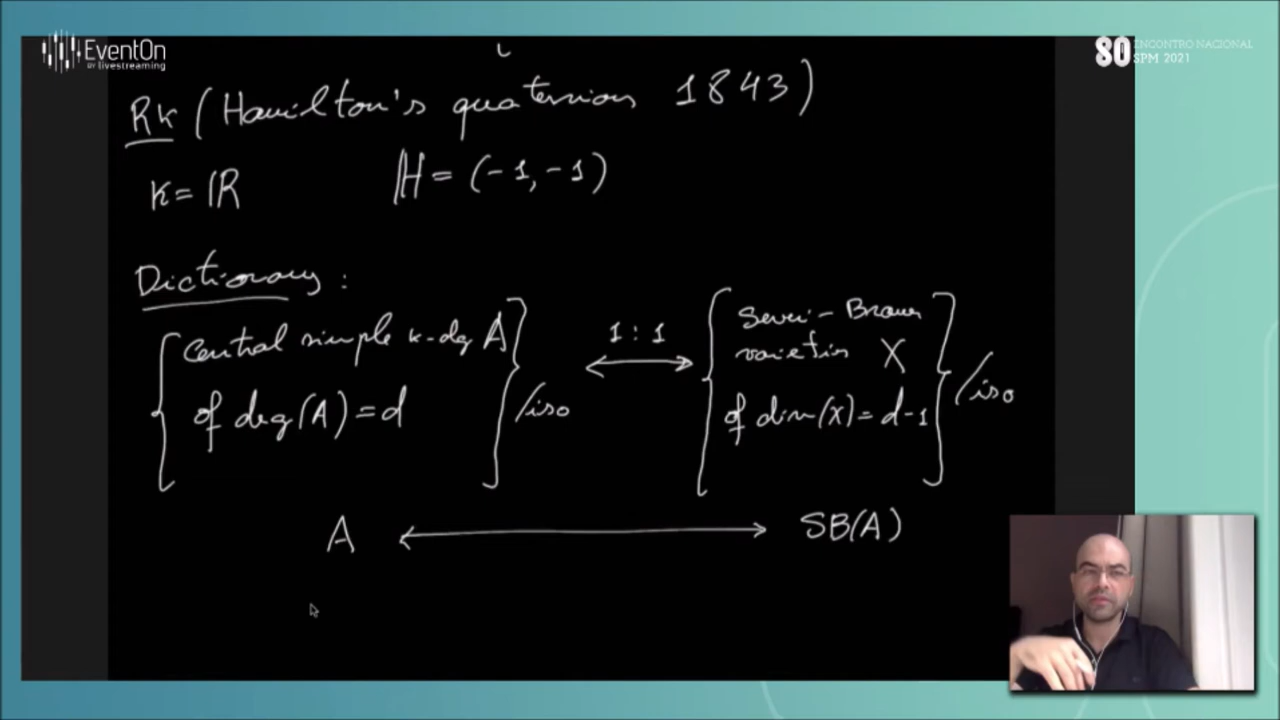 EventOn
BY livestreaming
80 ENCONTRO NACIONAL
SPM 2021
Rk (Hamilton's quaternion 1843)
k = ℝ ℍ = (-1, -1)
Dictionary :
{ Central simple k-alg A of deg(A) = d } /iso
1 : 1
{ Severi-Brauer varieties X of dim(X) = d-1 } /iso
A ⟷ SB(A)